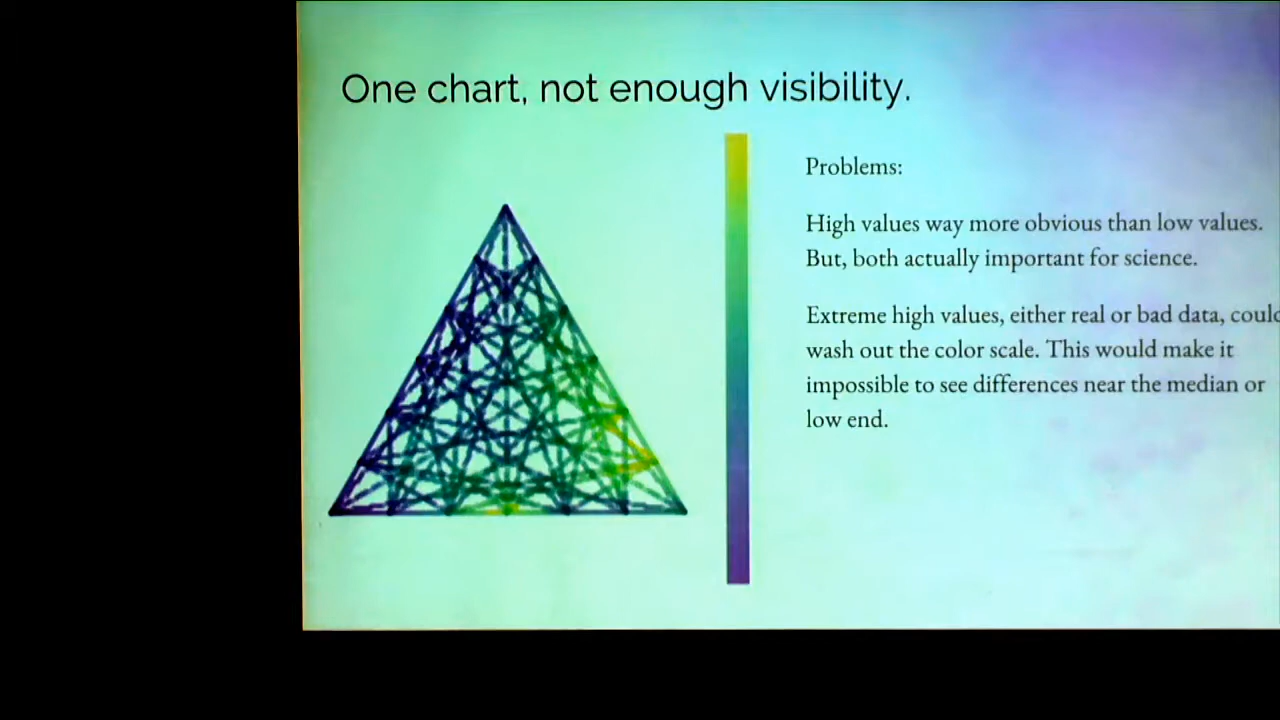 One chart, not enough visibility.
Problems:
High values way more obvious than low values.
But, both actually important for science.
Extreme high values, either real or bad data, could
wash out the color scale. This would make it
impossible to see differences near the median or
low end.